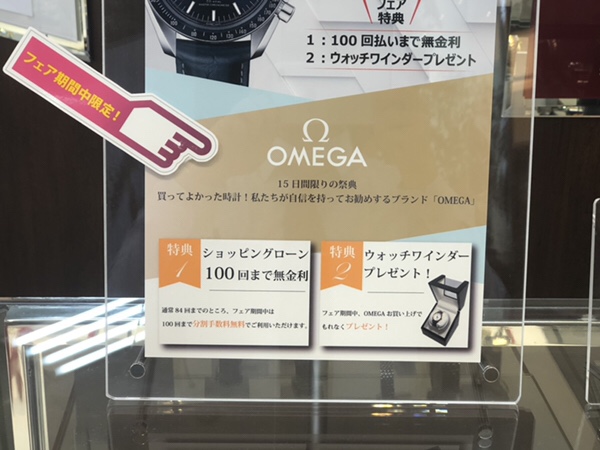 フェア
特典
1：100回払いまで無金利
2：ウォッチワインダープレゼント
フェア期間中限定！
Ω
OMEGA
15日間限りの祭典
買ってよかった時計！私たちが自信を持ってお勧めするブランド「OMEGA」
特典
1
ショッピングローン
100回まで無金利
通常84回までのところ、フェア期間中は
100回まで分割手数料無料でご利用いただけます。
特典
2
ウォッチワインダー
プレゼント！
フェア期間中、OMEGAお買い上げで
もれなくプレゼント！